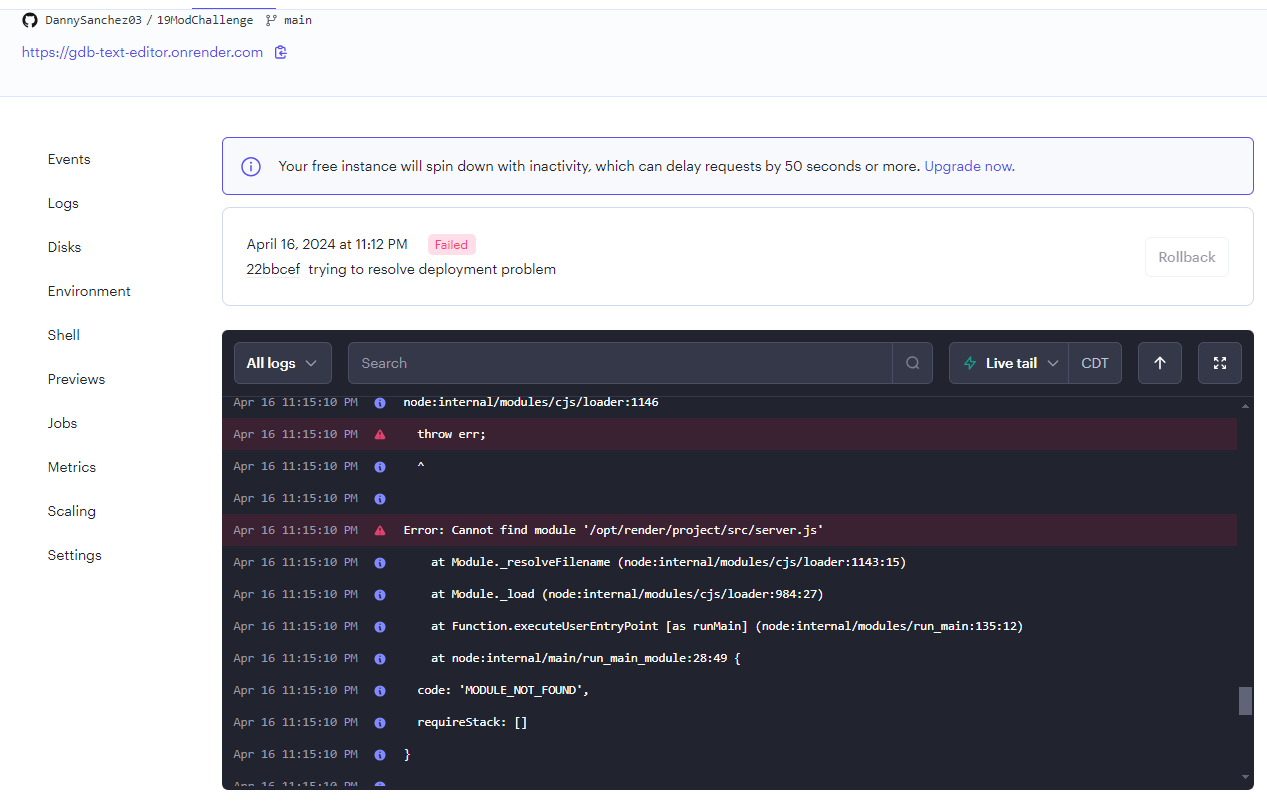 DannySanchez03 / 19ModChallenge main
https://gdb-text-editor.onrender.com
Events
Logs
Disks
Environment
Shell
Previews
Jobs
Metrics
Scaling
Settings
Your free instance will spin down with inactivity, which can delay requests by 50 seconds or more. Upgrade now.
April 16, 2024 at 11:12 PM Failed
22bbcef trying to resolve deployment problem
Rollback
All logs Search Live tail CDT
Apr 16 11:15:10 PM node:internal/modules/cjs/loader:1146
Apr 16 11:15:10 PM throw err;
Apr 16 11:15:10 PM ^
Apr 16 11:15:10 PM
Apr 16 11:15:10 PM Error: Cannot find module '/opt/render/project/src/server.js'
Apr 16 11:15:10 PM at Module._resolveFilename (node:internal/modules/cjs/loader:1143:15)
Apr 16 11:15:10 PM at Module._load (node:internal/modules/cjs/loader:984:27)
Apr 16 11:15:10 PM at Function.executeUserEntryPoint [as runMain] (node:internal/modules/run_main:135:12)
Apr 16 11:15:10 PM at node:internal/main/run_main_module:28:49 {
Apr 16 11:15:10 PM code: 'MODULE_NOT_FOUND',
Apr 16 11:15:10 PM requireStack: []
Apr 16 11:15:10 PM }
Apr 16 11:15:10 PM